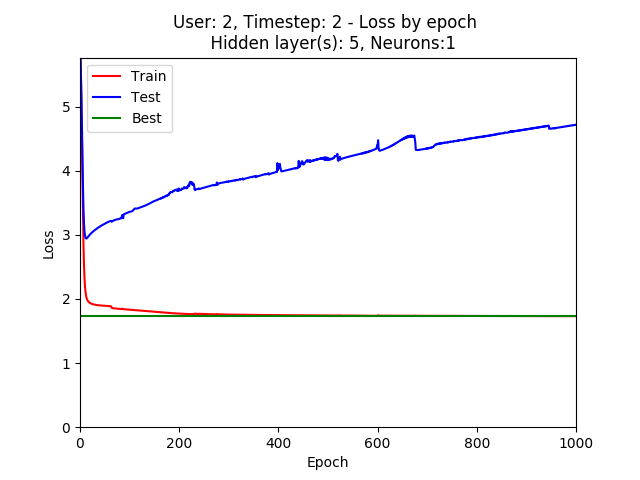 User: 2, Timestep: 2 - Loss by epoch
Hidden layer(s): 5, Neurons:1
Train
Test
Best
5
4
3
2
1
0
Loss
0 200 400 600 800 1000
Epoch